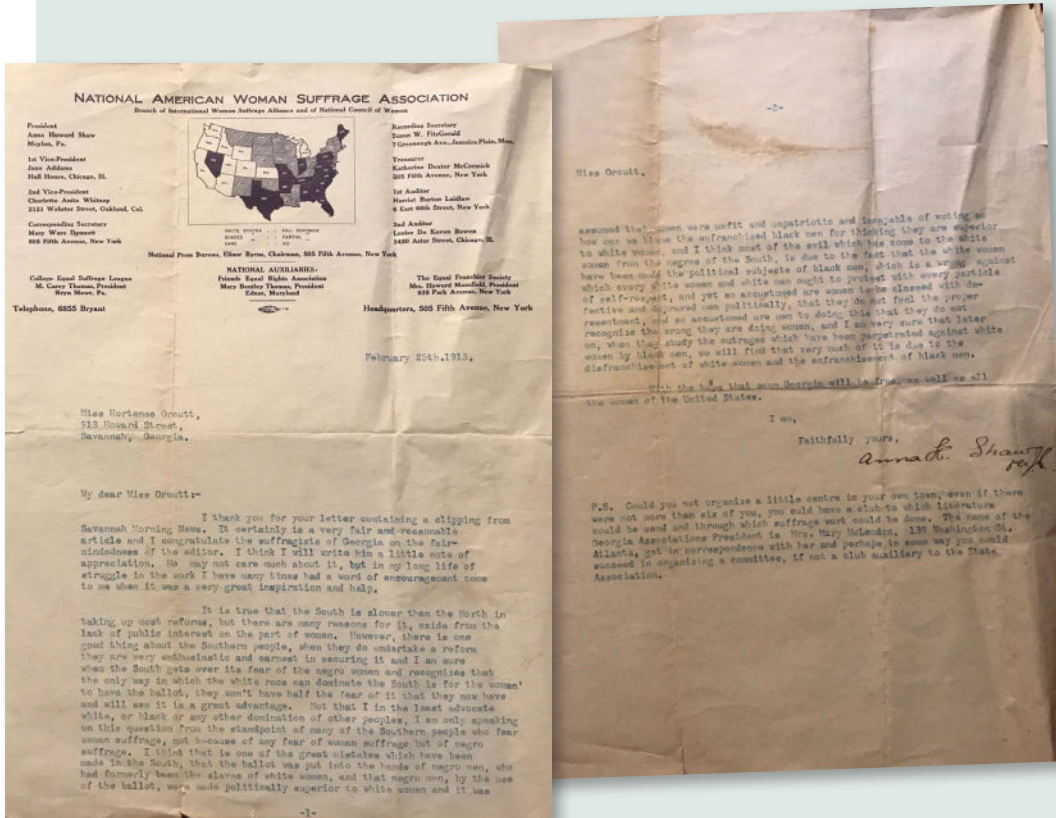 NATIONAL AMERICAN WOMAN SUFFRAGE ASSOCIATION
Branch of International Woman Suffrage Alliance and of National Council of Women
President
Anna Howard Shaw
Moylan, Pa.
1st Vice-President
Jane Addams
Hull House, Chicago, Ill.
2nd Vice-President
Charlotte Anita Whitney
2121 Webster Street, Oakland, Cal.
Corresponding Secretary
Mary Ware Dennett
505 Fifth Avenue, New York
WHITE STATES . . FULL SUFFRAGE
SHADED . . PARTIAL
DARK . . NO
Recording Secretary
Susan W. FitzGerald
7 Greenough Ave., Jamaica Plain, Mass.
Treasurer
Katharine Dexter McCormick
505 Fifth Avenue, New York
1st Auditor
Harriet Burton Laidlaw
6 East 66th Street, New York
2nd Auditor
Louise De Koven Bowen
1430 Astor Street, Chicago, Ill.
National Press Bureau, Elinor Byrns, Chairman, 505 Fifth Avenue, New York
NATIONAL AUXILIARIES:
College Equal Suffrage League
M. Carey Thomas, President
Bryn Mawr, Pa.
Friends Equal Rights Association
Mary Bentley Thomas, President
Ednor, Maryland
The Equal Franchise Society
Mrs. Howard Mansfield, President
535 Park Avenue, New York
Telephone, 6855 Bryant
Headquarters, 505 Fifth Avenue, New York
February 25th.1913.
Miss Hortense Orcutt,
913 Howard Street,
Savannah, Georgia.
My dear Miss Orcutt:-
I thank you for your letter containing a clipping from
Savannah Morning News. It certainly is a very fair and reasonable
article and I congratulate the suffragists of Georgia on the fair-
mindedness of the editor. I think I will write him a little note of
appreciation. He may not care much about it, but in my long life of
struggle in the work I have many times had a word of encouragement come
to me when it was a very great inspiration and help.
It is true that the South is slower than the North in
taking up most reforms, but there are many reasons for it, aside from the
lack of public interest on the part of women. However, there is one
good thing about the Southern people, when they do undertake a reform
they are very enthusiastic and earnest in securing it and I am sure
when the South gets over its fear of the negro women and recognizes that
the only way in which the white race can dominate the South is for the woman'
to have the ballot, they won't have half the fear of it that they now have
and will see it is a great advantage. Not that I in the least advocate
white, or black or any other domination of other peoples, I am only speaking
on this question from the standpoint of many of the Southern people who fear
woman suffrage, not because of any fear of woman suffrage but of negro
suffrage. I think that is one of the great mistakes which have been
made in the South, that the ballot was put into the hands of negro men, who
had formerly been the slaves of white women, and that negro men, by the use
of the ballot, were made politically superior to white women and it was
-1-
-2-
Miss Orcutt,
assumed that women were unfit and unpatriotic and incapable of voting so
how can we blame the enfranchised black men for thinking they are superior
to white women, and I think most of the evil which has come to the white
women from the negroe of the South, is due to the fact that the white women
have been made the political subjects of black men, which is a wrong against
which every white women and white men ought to protect with every particle
of self-respect, and yet so accustomed are women to be classed with de-
fective and depraved men politically, that they do not feel the proper
resentment, and so accustomed are men to doing this that they do not
recognize the wrong they are doing women, and I am very sure that later
on, when they study the outrages which have been perpetrated against white
women by black men, we will find that very much of it is due to the
disfranchisement of white women and the enfranchisement of black men.
With the hope that soon Georgia will be free, as well as all
the women of the United States.
I am,
Faithfully yours,
Anna H. Shaw
P.S. Could you not organize a little centre in your own town, even if there
were not more than six of you, you could have a club to which literature
could be send and through which suffrage work could be done. The name of the
Georgia Associations President is Mrs. Mary McLendon, 139 Washington St.
Atlanta, get in correspondence with her and perhaps in some way you could
succeed in organizing a committee, if not a club auxiliary to the State
Association.